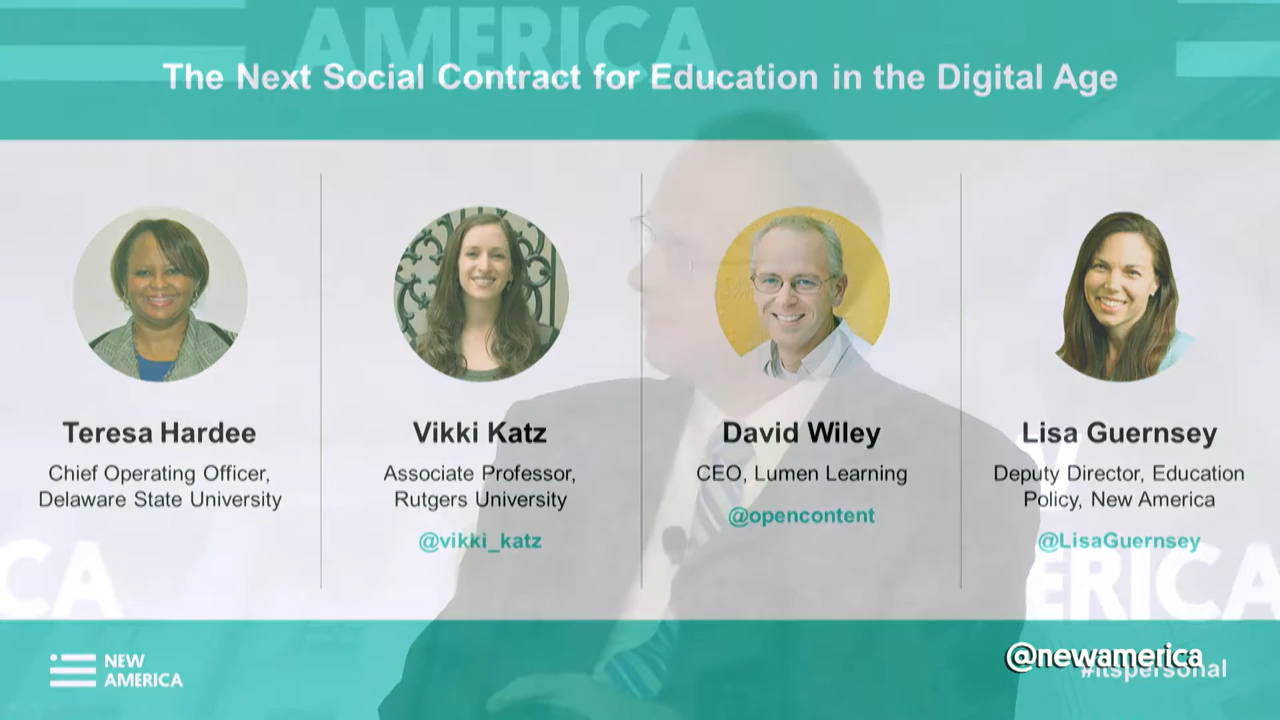 AMERICA
The Next Social Contract for Education in the Digital Age
Teresa Hardee
Chief Operating Officer,
Delaware State University
Vikki Katz
Associate Professor,
Rutgers University
@vikki_katz
David Wiley
CEO, Lumen Learning
@opencontent
Lisa Guernsey
Deputy Director, Education
Policy, New America
@LisaGuernsey
CA
ERICA
NEW
AMERICA
@newamerica
#itspersonal